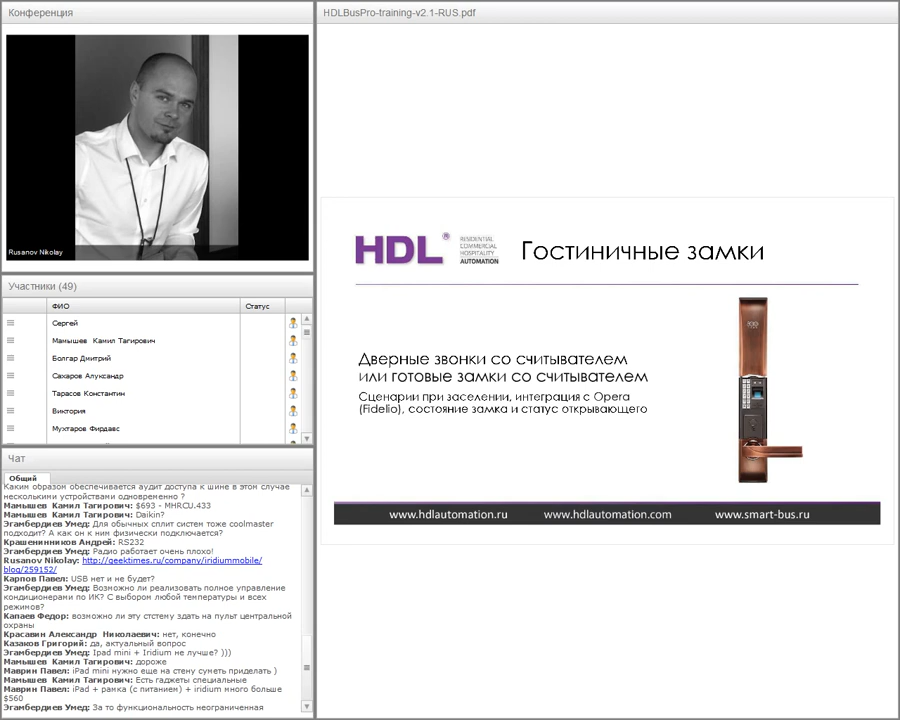 Конференция
Rusanov Nikolay
Участники (49)
ФИО
Статус
Сергей
Мамышев Камил Тагирович
Болгар Дмитрий
Сахаров Алуксандр
Тарасов Константин
Виктория
Мухтаров Фирдавс
Чат
Общий
Каким образом обеспечивается аудит доступа к шине в этом случае
несколькими устройствами одновременно ?
Мамышев Камил Тагирович: $693 - MHRCU.433
Мамышев Камил Тагирович: Daikin?
Эгамбердиев Умед: Для обычных сплит систем тоже coolmaster
подходит? А как он к ним физически подключается?
Крашенинников Андрей: RS232
Эгамбердиев Умед: Радио работает очень плохо!
Rusanov Nikolay: http://geektimes.ru/company/iridiummobile/
blog/259152/
Карпов Павел: USB нет и не будет?
Эгамбердиев Умед: Возможно ли реализовать полное управление
кондиционерами по ИК? С выбором любой температуры и всех
режимов?
Капаев Федор: возможно ли эту стстему здать на пульт центральной
охраны
Красавин Александр Николаевич: нет, конечно
Казаков Григорий: да, актуальный вопрос
Эгамбердиев Умед: Ipad mini + Iridium не лучше? )))
Мамышев Камил Тагирович: дороже
Маврин Павел: iPad mini нужно еще на стену суметь приделать )
Мамышев Камил Тагирович: Есть гаджеты специальные
Маврин Павел: iPad + рамка (с питанием) + iridium много больше
$560
Эгамбердиев Умед: За то функциональность неограниченная
HDLBusPro-training-v2.1-RUS.pdf
HDL®
RESIDENTIAL
COMMERCIAL
HOSPITALITY
AUTOMATION
Гостиничные замки
Дверные звонки со считывателем
или готовые замки со считывателем
Сценарии при заселении, интеграция с Opera
(Fidelio), состояние замка и статус открывающего
www.hdlautomation.ru
www.hdlautomation.com
www.smart-bus.ru